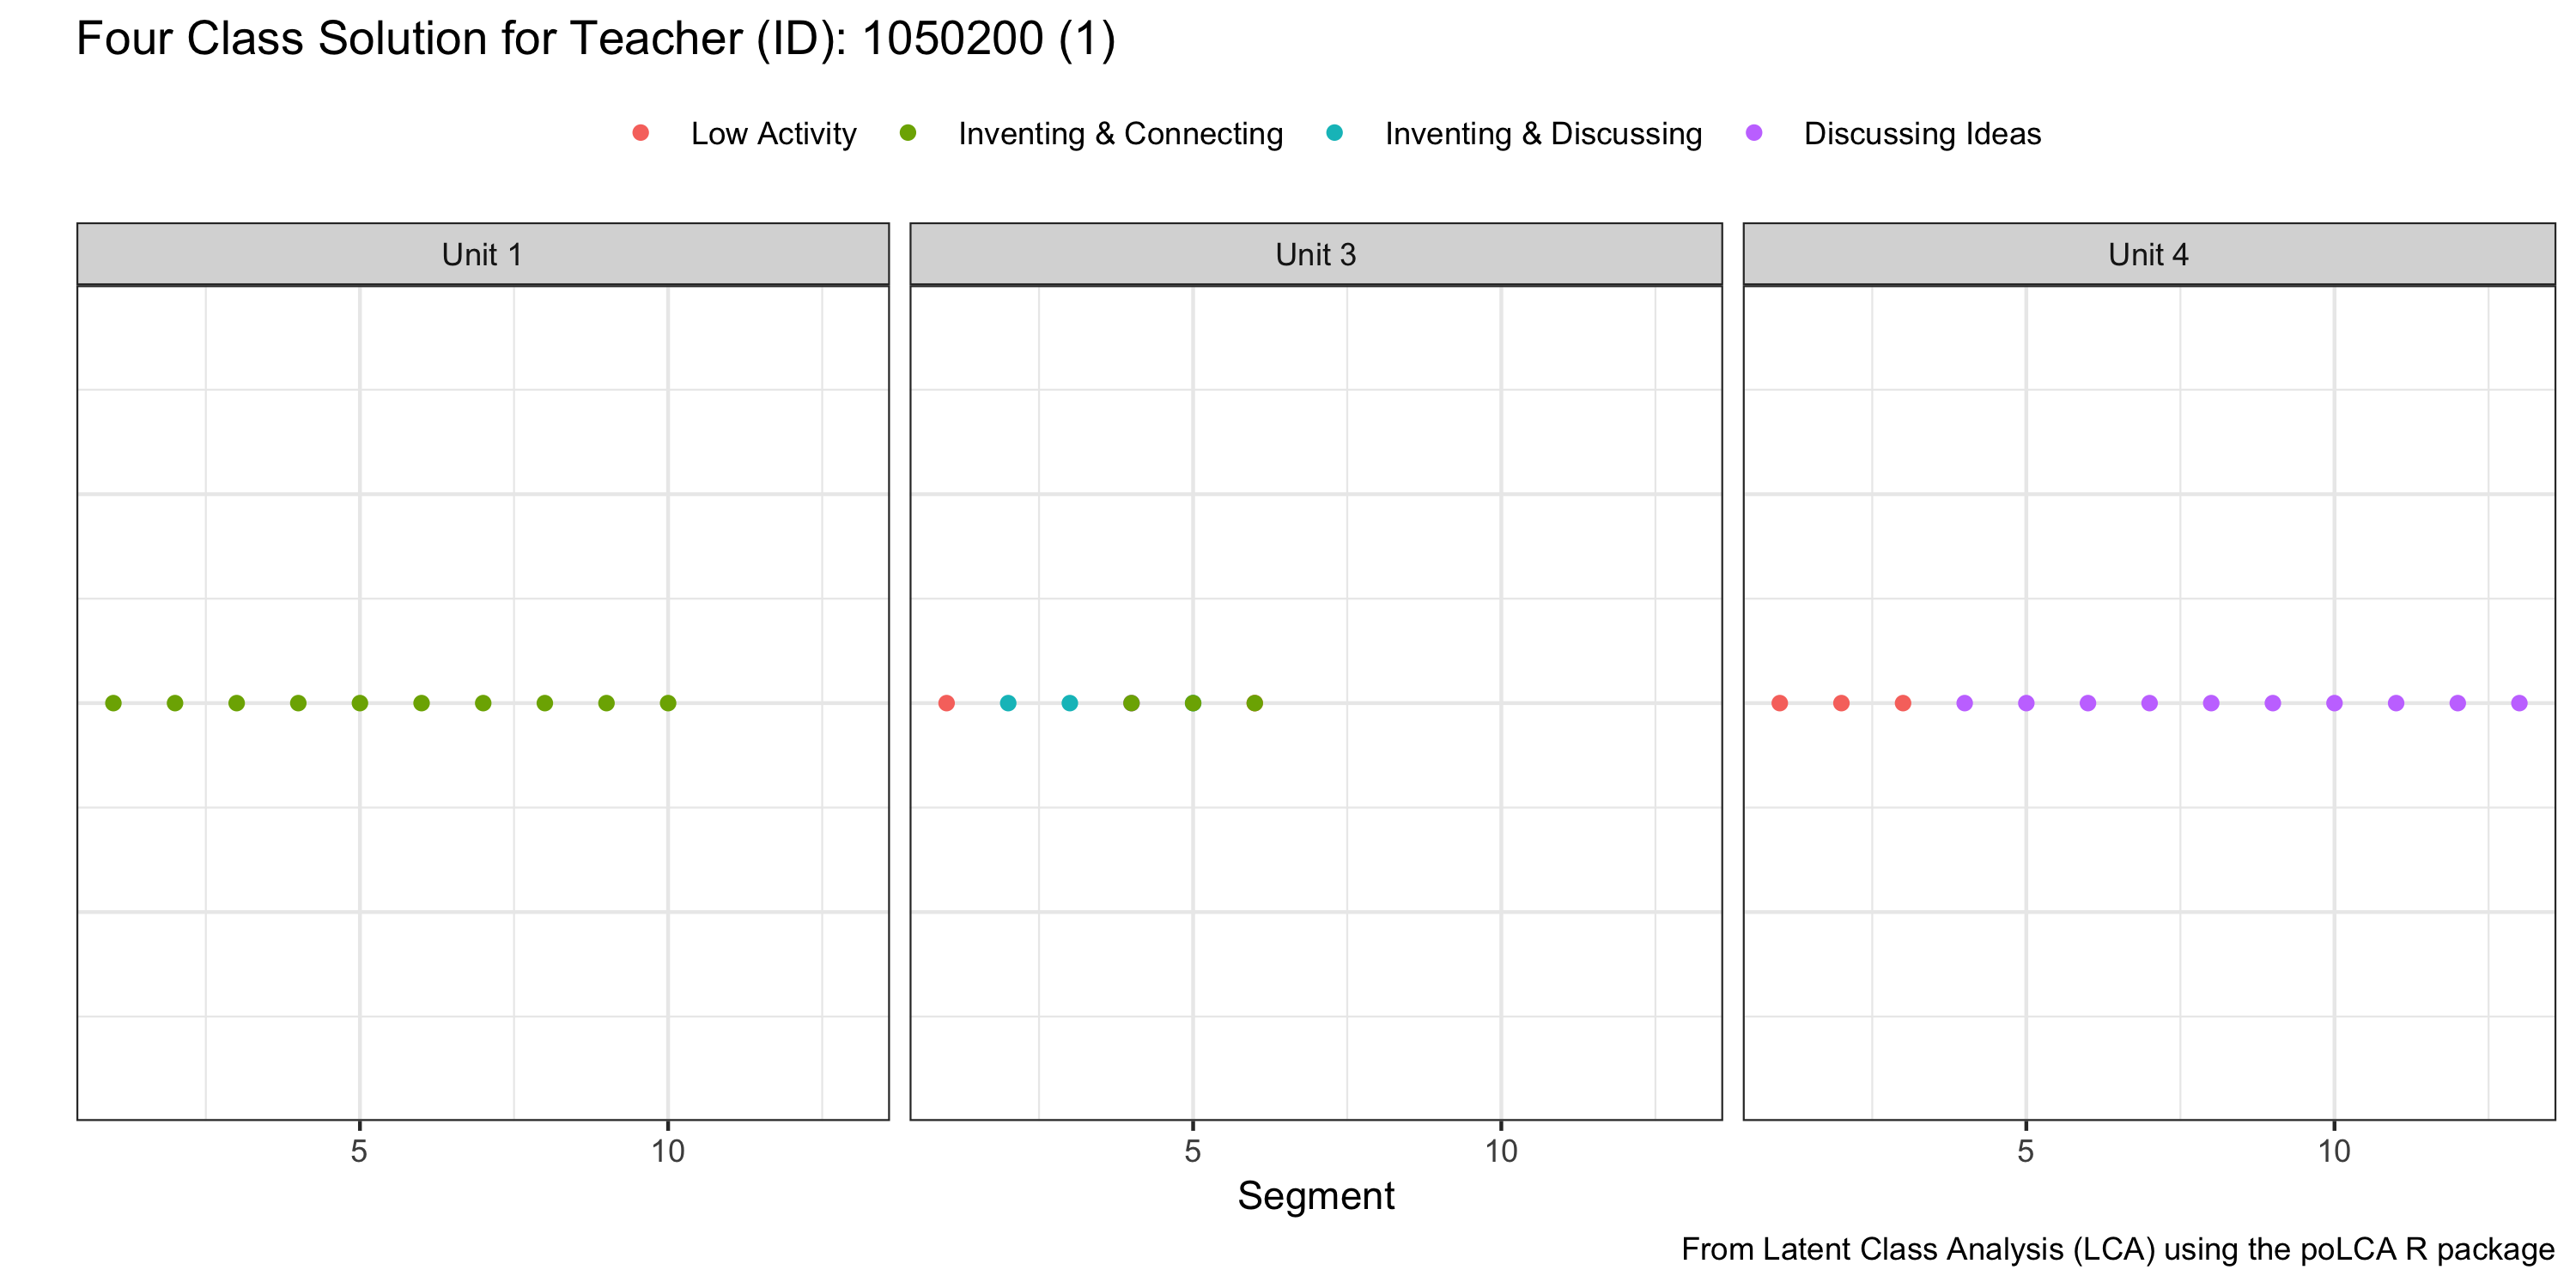 Four Class Solution for Teacher (ID): 1050200 (1)
Low Activity Inventing & Connecting Inventing & Discussing Discussing Ideas
Unit 1 Unit 3 Unit 4
5 10 5 10 5 10
Segment
From Latent Class Analysis (LCA) using the poLCA R package